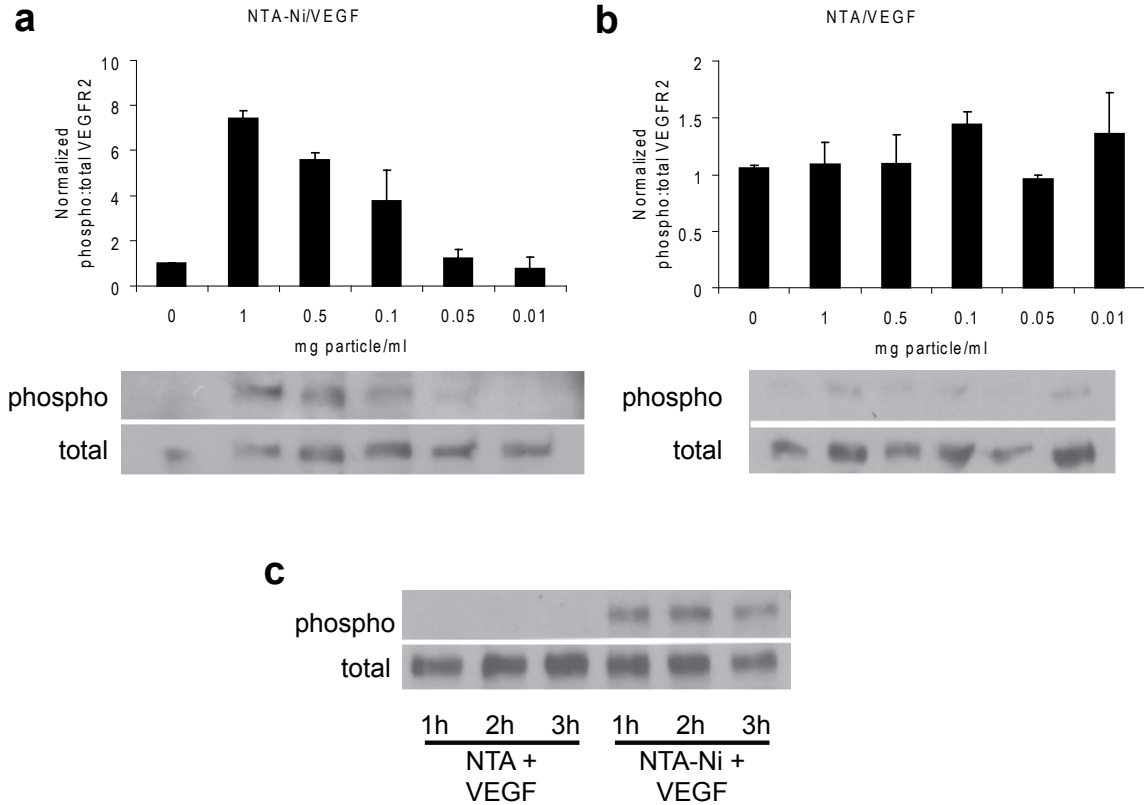 a
NTA-Ni/VEGF
Normalized
phospho:total VEGFR2
10
8
6
4
2
0
0 1 0.5 0.1 0.05 0.01
mg particle/ml
phospho
total
b
NTA/VEGF
Normalized
phospho:total VEGFR2
2
1.5
1
0.5
0
0 1 0.5 0.1 0.05 0.01
mg particle/ml
phospho
total
c
phospho
total
1h 2h 3h 1h 2h 3h
NTA + NTA-Ni +
VEGF VEGF